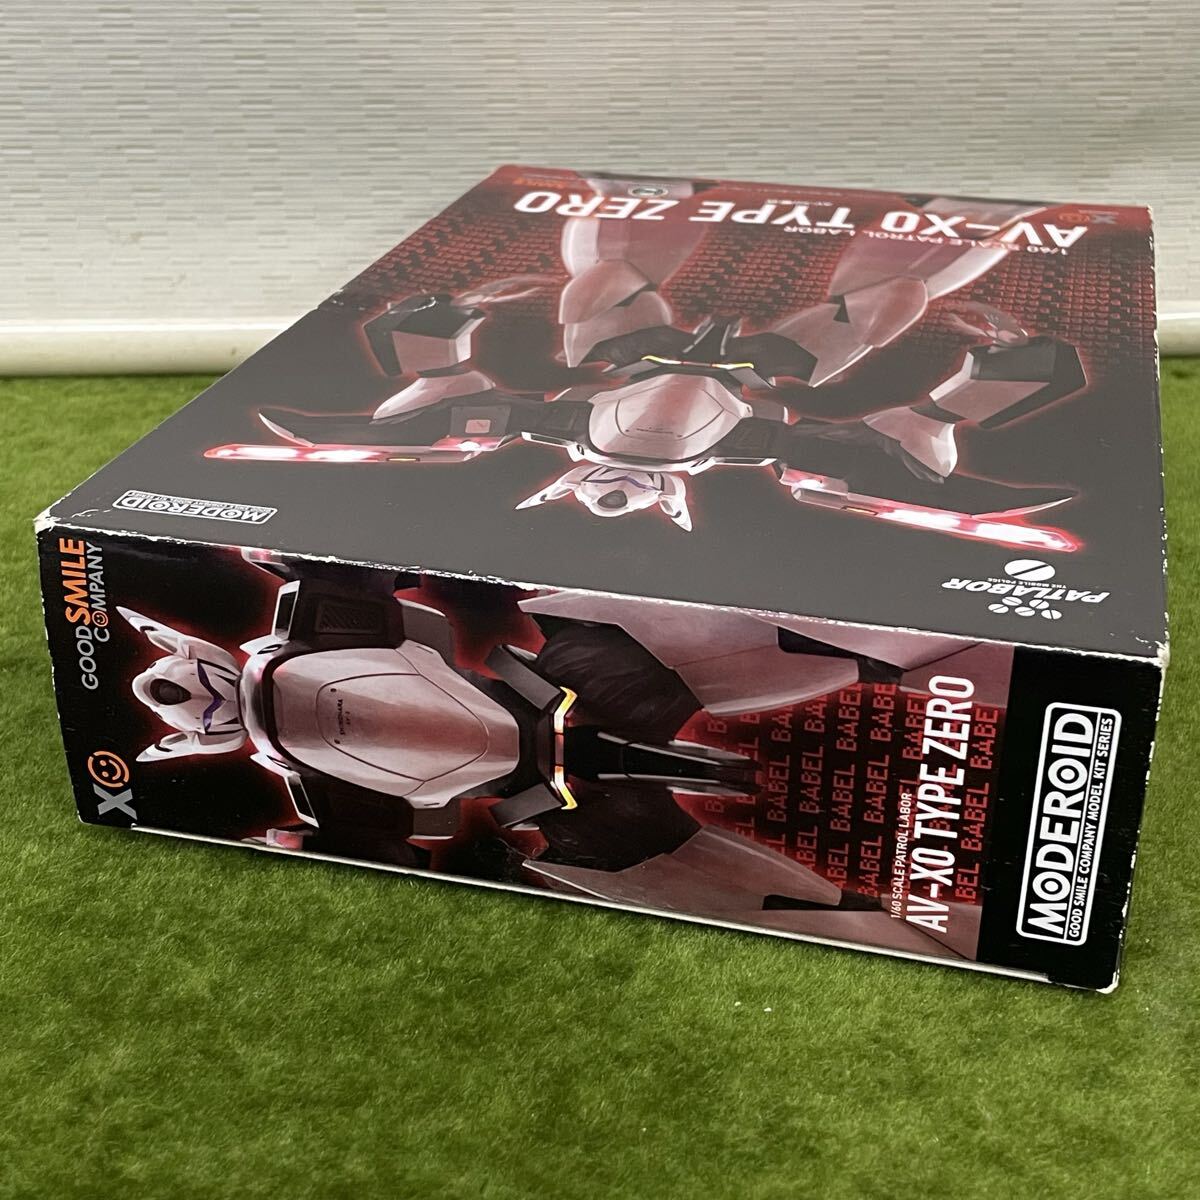 AV-X0 TYPE ZERO
1/60 SCALE PATROL LABOR
MODEROID
PATLABOR
THE MOBILE POLICE
GOOD SMILE
COMPANY
SHINOHARA
BABEL BABEL BABEL
1/60 SCALE PATROL LABOR
AV-X0 TYPE ZERO
MODEROID
GOOD SMILE COMPANY MODEL KIT SERIES